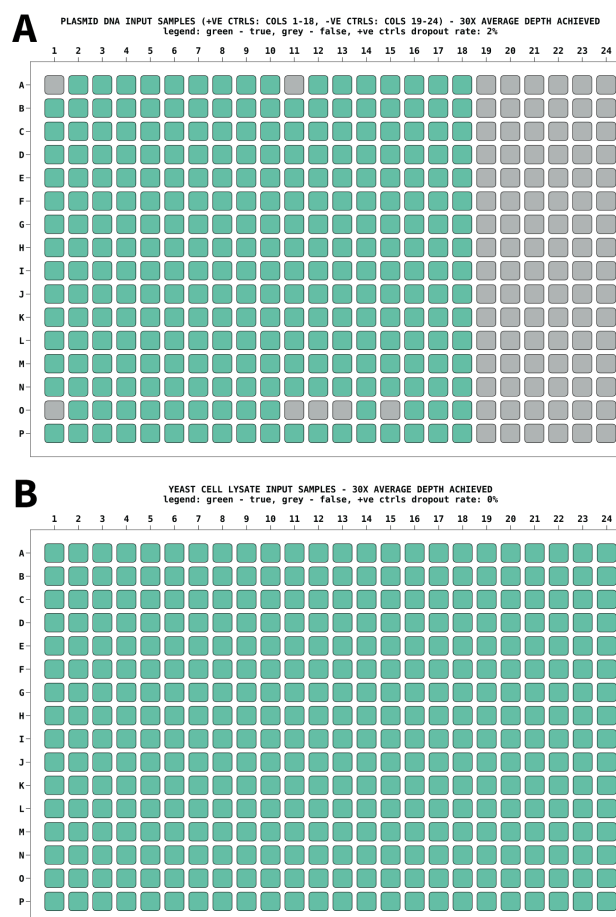 A
PLASMID DNA INPUT SAMPLES (+VE CTRLS: COLS 1-18, -VE CTRLS: COLS 19-24) - 30X AVERAGE DEPTH ACHIEVED
legend: green - true, grey - false, +ve ctrls dropout rate: 2%
1 2 3 4 5 6 7 8 9 10 11 12 13 14 15 16 17 18 19 20 21 22 23 24
A
B
C
D
E
F
G
H
I
J
K
L
M
N
O
P
B
YEAST CELL LYSATE INPUT SAMPLES - 30X AVERAGE DEPTH ACHIEVED
legend: green - true, grey - false, +ve ctrls dropout rate: 0%
1 2 3 4 5 6 7 8 9 10 11 12 13 14 15 16 17 18 19 20 21 22 23 24
A
B
C
D
E
F
G
H
I
J
K
L
M
N
O
P